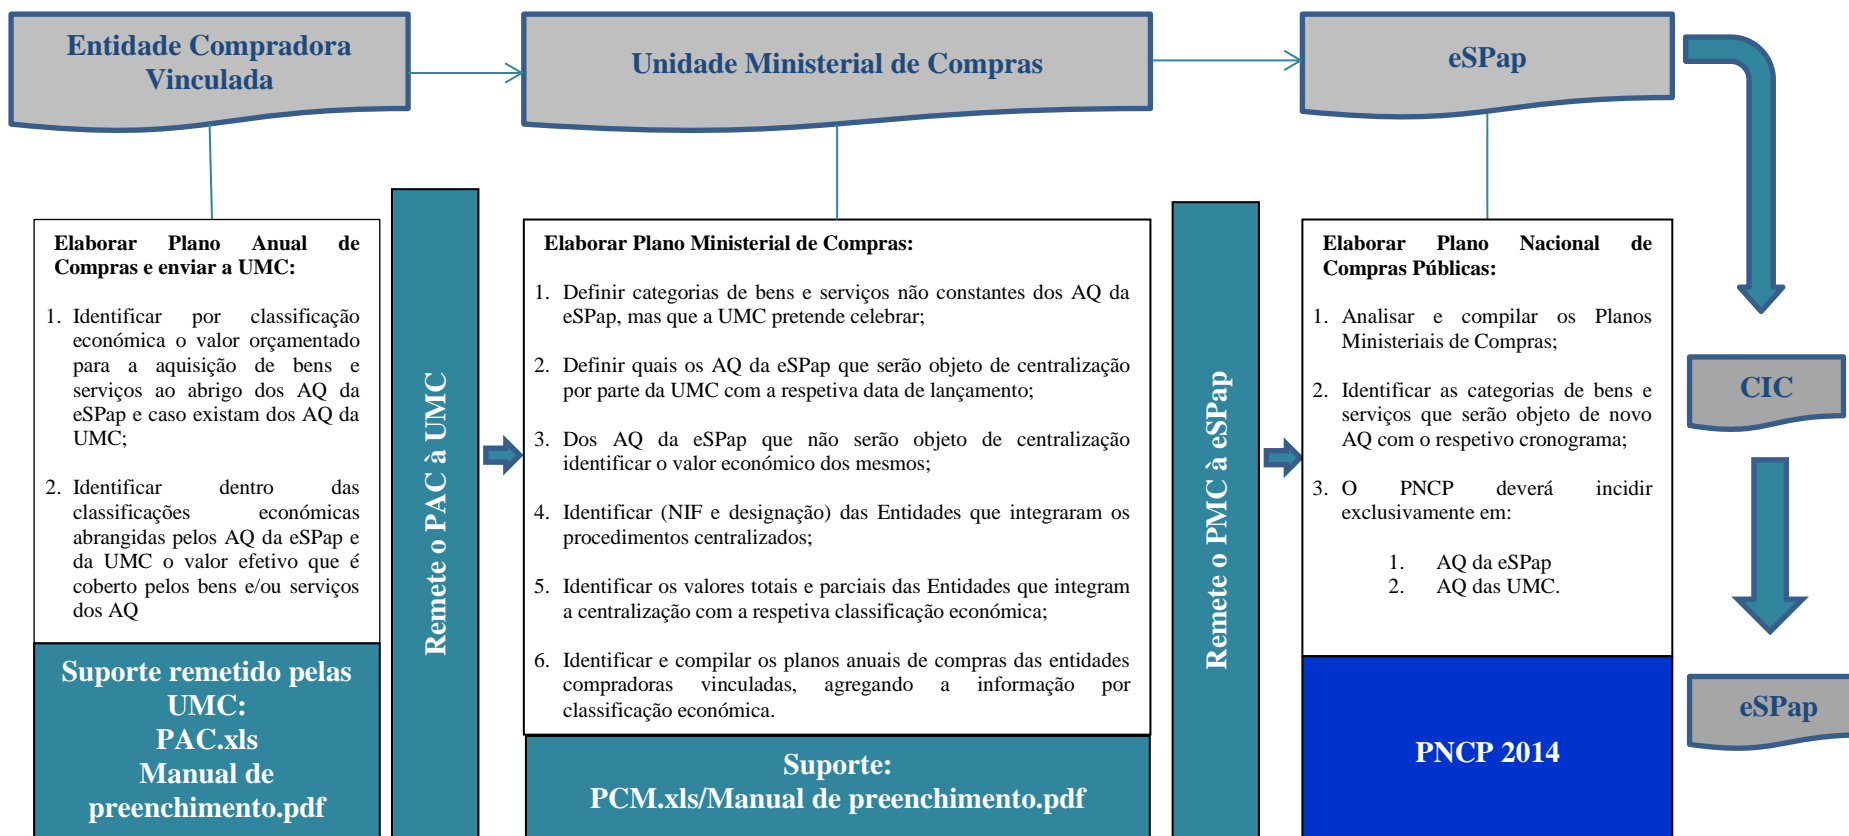 Entidade Compradora
Vinculada
Unidade Ministerial de Compras
eSPap
Elaborar Plano Anual de
Compras e enviar a UMC:
1. Identificar por classificação
económica o valor orçamentado
para a aquisição de bens e
serviços ao abrigo dos AQ da
eSPap e caso existam dos AQ da
UMC;
2. Identificar dentro das
classificações económicas
abrangidas pelos AQ da eSPap e
da UMC o valor efetivo que é
coberto pelos bens e/ou serviços
dos AQ
Suporte remetido pelas
UMC:
PAC.xls
Manual de
preenchimento.pdf
Remete o PAC à UMC
Elaborar Plano Ministerial de Compras:
1. Definir categorias de bens e serviços não constantes dos AQ da
eSPap, mas que a UMC pretende celebrar;
2. Definir quais os AQ da eSPap que serão objeto de centralização
por parte da UMC com a respetiva data de lançamento;
3. Dos AQ da eSPap que não serão objeto de centralização
identificar o valor económico dos mesmos;
4. Identificar (NIF e designação) das Entidades que integraram os
procedimentos centralizados;
5. Identificar os valores totais e parciais das Entidades que integram
a centralização com a respetiva classificação económica;
6. Identificar e compilar os planos anuais de compras das entidades
compradoras vinculadas, agregando a informação por
classificação económica.
Suporte:
PCM.xls/Manual de preenchimento.pdf
Remete o PMC à eSPap
Elaborar Plano Nacional de
Compras Públicas:
1. Analisar e compilar os Planos
Ministeriais de Compras;
2. Identificar as categorias de bens e
serviços que serão objeto de novo
AQ com o respetivo cronograma;
3. O PNCP deverá incidir
exclusivamente em:
1. AQ da eSPap
2. AQ das UMC.
PNCP 2014
CIC
eSPap